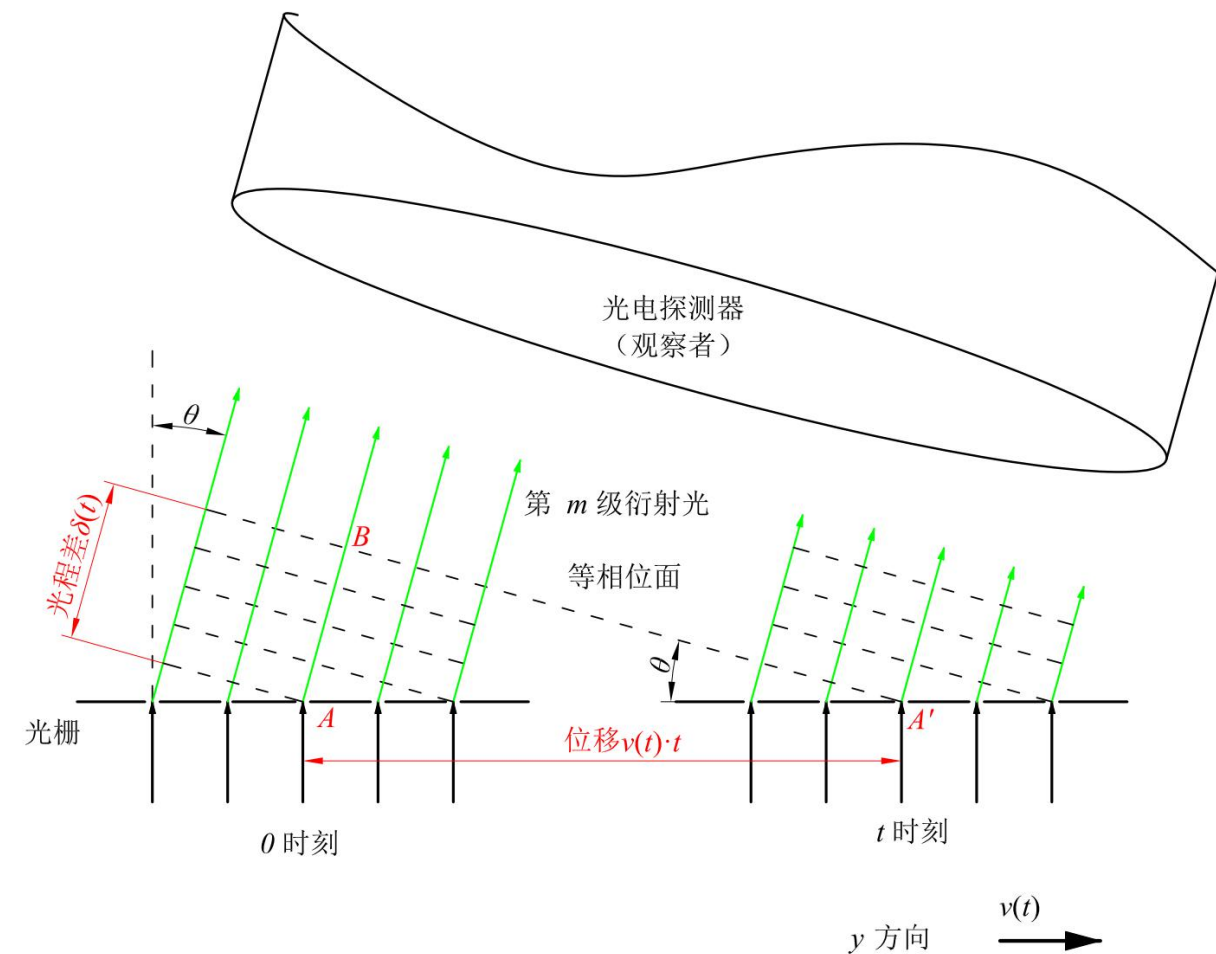 光电探测器
（观察者）
θ
光程差δ(t)
第 m 级衍射光
B
等相位面
θ
光栅
A
A′
位移v(t)·t
0 时刻
t 时刻
v(t)
y 方向